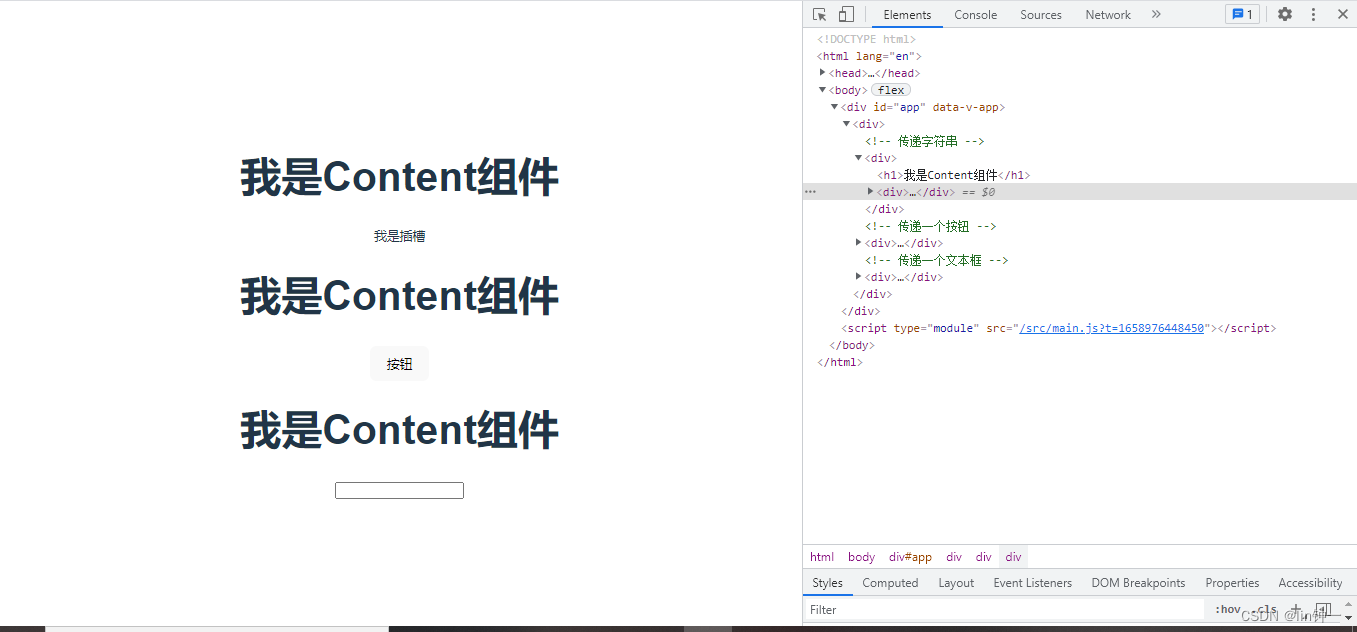 我是Content组件
我是插槽
我是Content组件
按钮
我是Content组件
Elements Console Sources Network » 1
<!DOCTYPE html>
<html lang="en">
<head>…</head>
<body> flex
<div id="app" data-v-app>
<div>
<!-- 传递字符串 -->
<div>
<h1>我是Content组件</h1>
<div>…</div> == $0
</div>
<!-- 传递一个按钮 -->
<div>…</div>
<!-- 传递一个文本框 -->
<div>…</div>
</div>
</div>
<script type="module" src="/src/main.js?t=1658976448450"></script>
</body>
</html>
html body div#app div div div
Styles Computed Layout Event Listeners DOM Breakpoints Properties Accessibility
Filter :hov .cls +
CSDN @lin钟一